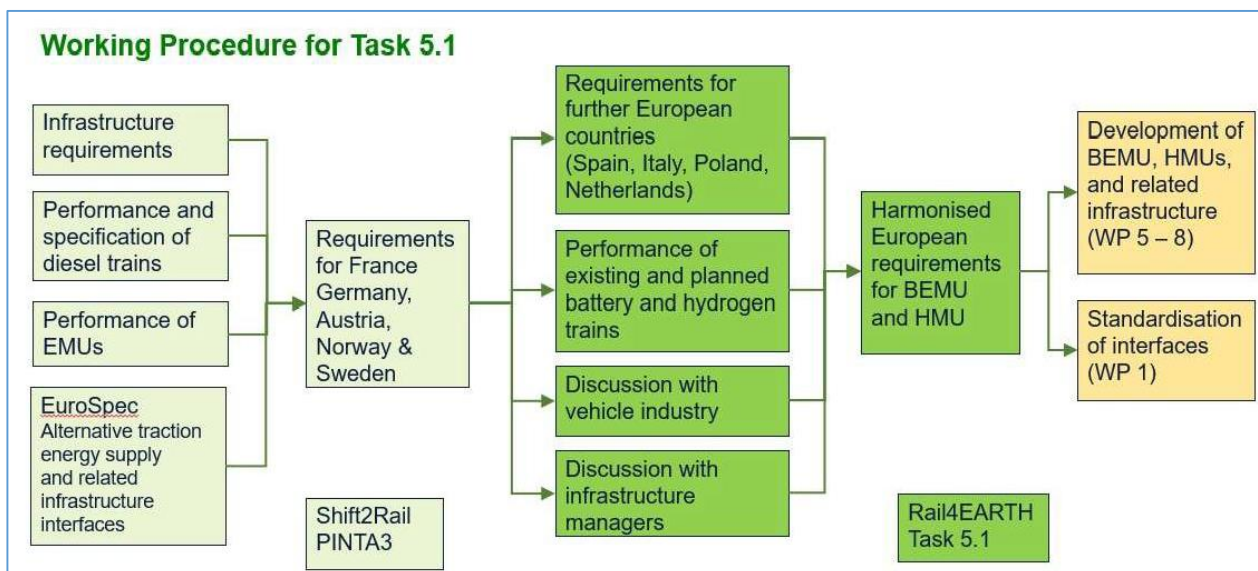 Working Procedure for Task 5.1
Infrastructure
requirements
Performance and
specification of
diesel trains
Performance of
EMUs
EuroSpec
Alternative traction
energy supply
and related
infrastructure
interfaces
Requirements
for France
Germany,
Austria,
Norway &
Sweden
Shift2Rail
PINTA3
Requirements for
further European
countries
(Spain, Italy, Poland,
Netherlands)
Performance of
existing and planned
battery and hydrogen
trains
Discussion with
vehicle industry
Discussion with
infrastructure
managers
Harmonised
European
requirements
for BEMU
and HMU
Rail4EARTH
Task 5.1
Development of
BEMU, HMUs,
and related
infrastructure
(WP 5 – 8)
Standardisation
of interfaces
(WP 1)